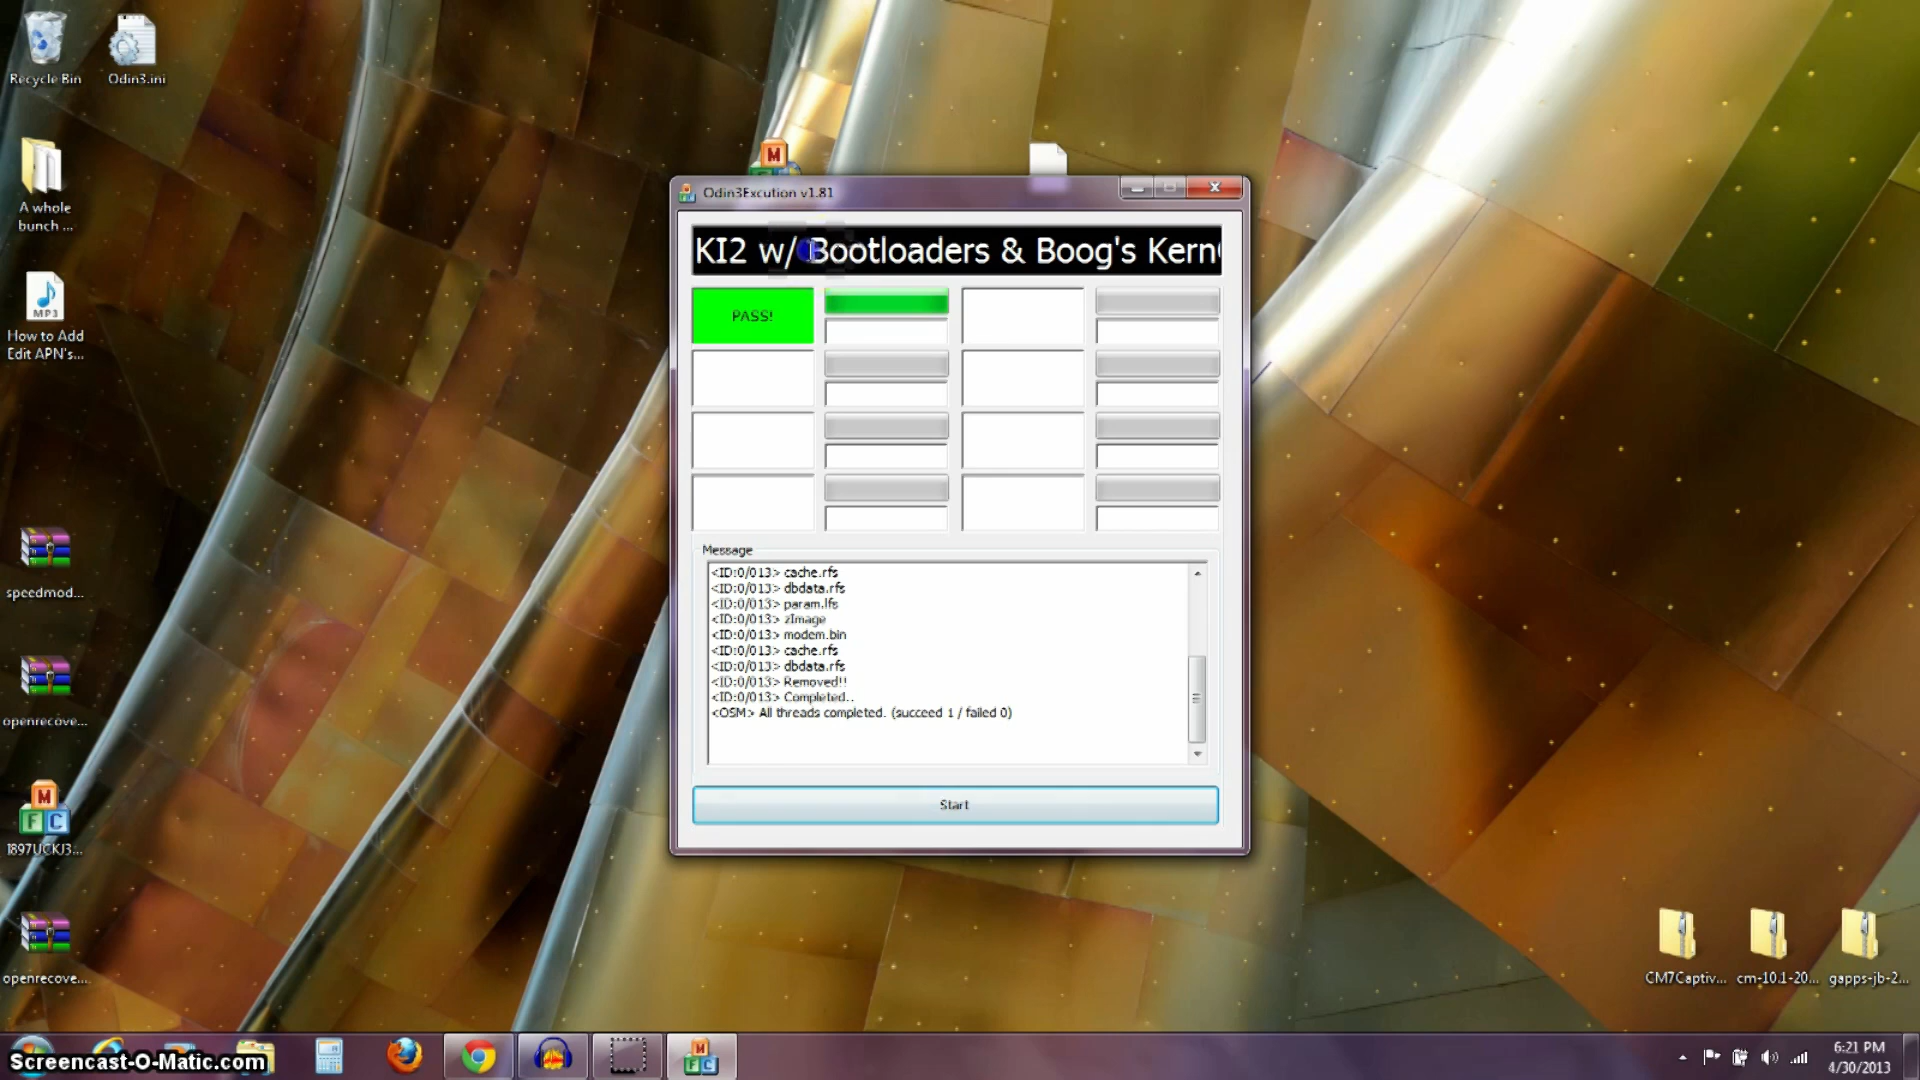 Recycle Bin
Odin3.ini
A whole
bunch ...
MP3
How to Add
Edit APN's...
speedmod...
openrecove...
M
F C
I897UCKJ3...
openrecove...
M
Odin3Excution v1.81
KI2 w/ Bootloaders & Boog's Kern
PASS!
Message
<ID:0/013> cache.rfs
<ID:0/013> dbdata.rfs
<ID:0/013> param.lfs
<ID:0/013> zImage
<ID:0/013> modem.bin
<ID:0/013> cache.rfs
<ID:0/013> dbdata.rfs
<ID:0/013> Removed!!
<ID:0/013> Completed..
<OSM> All threads completed. (succeed 1 / failed 0)
Start
CM7Captiv...
cm-10.1-20...
gapps-jb-2...
Screencast-O-Matic.com
M
F C
6:21 PM
4/30/2013